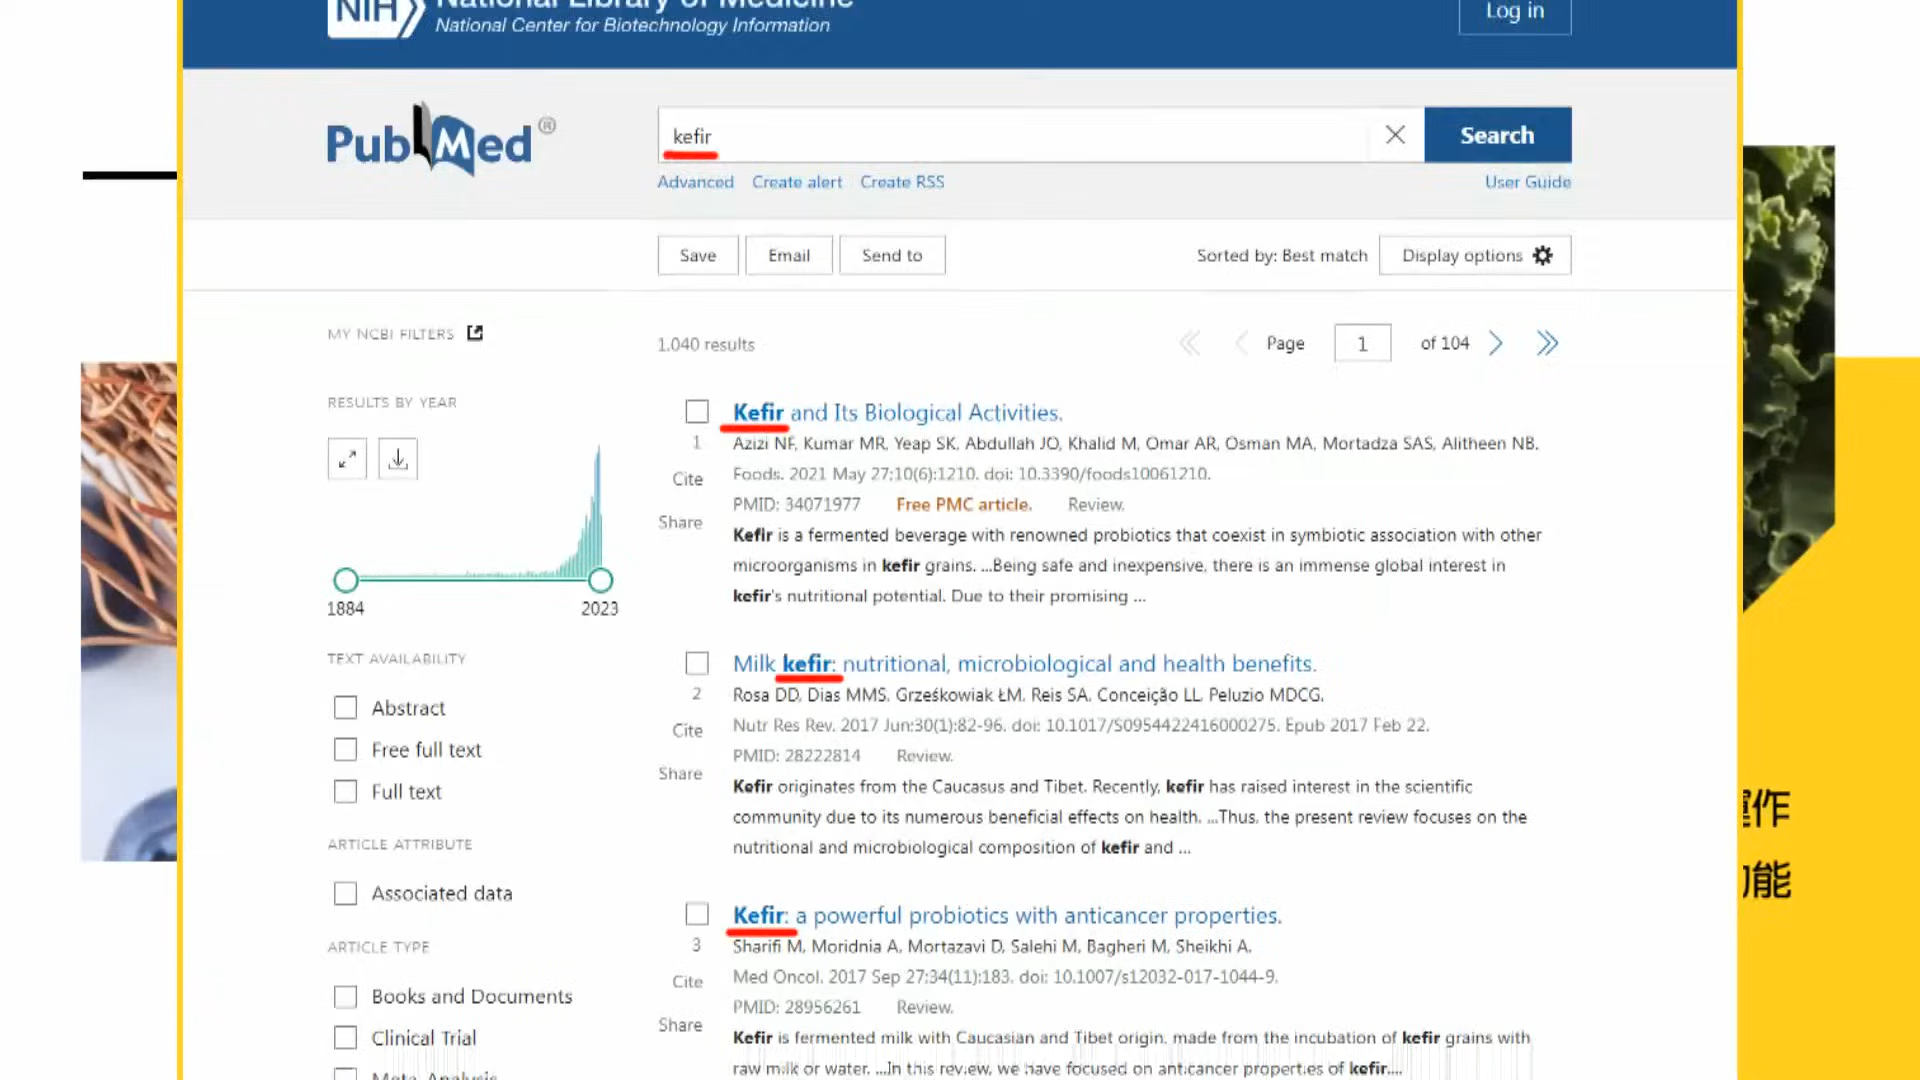 NIH National Library of Medicine
National Center for Biotechnology Information
Log in
PubMed®
kefir
Search
Advanced Create alert Create RSS
User Guide
Save Email Send to
Sorted by: Best match
Display options
MY NCBI FILTERS
1,040 results
Page 1 of 104
RESULTS BY YEAR
1884 2023
TEXT AVAILABILITY
Abstract
Free full text
Full text
ARTICLE ATTRIBUTE
Associated data
ARTICLE TYPE
Books and Documents
Clinical Trial
Meta-Analysis
Kefir and Its Biological Activities.
1
Cite
Share
Azizi NF, Kumar MR, Yeap SK, Abdullah JO, Khalid M, Omar AR, Osman MA, Mortadza SAS, Alitheen NB.
Foods. 2021 May 27;10(6):1210. doi: 10.3390/foods10061210.
PMID: 34071977 Free PMC article. Review.
Kefir is a fermented beverage with renowned probiotics that coexist in symbiotic association with other
microorganisms in kefir grains. ...Being safe and inexpensive, there is an immense global interest in
kefir's nutritional potential. Due to their promising ...
Milk kefir: nutritional, microbiological and health benefits.
2
Cite
Share
Rosa DD, Dias MMS, Grześkowiak ŁM, Reis SA, Conceição LL, Peluzio MDCG.
Nutr Res Rev. 2017 Jun;30(1):82-96. doi: 10.1017/S0954422416000275. Epub 2017 Feb 22.
PMID: 28222814 Review.
Kefir originates from the Caucasus and Tibet. Recently, kefir has raised interest in the scientific
community due to its numerous beneficial effects on health. ...Thus, the present review focuses on the
nutritional and microbiological composition of kefir and ...
Kefir: a powerful probiotics with anticancer properties.
3
Cite
Share
Sharifi M, Moridnia A, Mortazavi D, Salehi M, Bagheri M, Sheikhi A.
Med Oncol. 2017 Sep 27;34(11):183. doi: 10.1007/s12032-017-1044-9.
PMID: 28956261 Review.
Kefir is fermented milk with Caucasian and Tibet origin, made from the incubation of kefir grains with
raw milk or water. ...In this review, we have focused on anticancer properties of kefir....
作
能